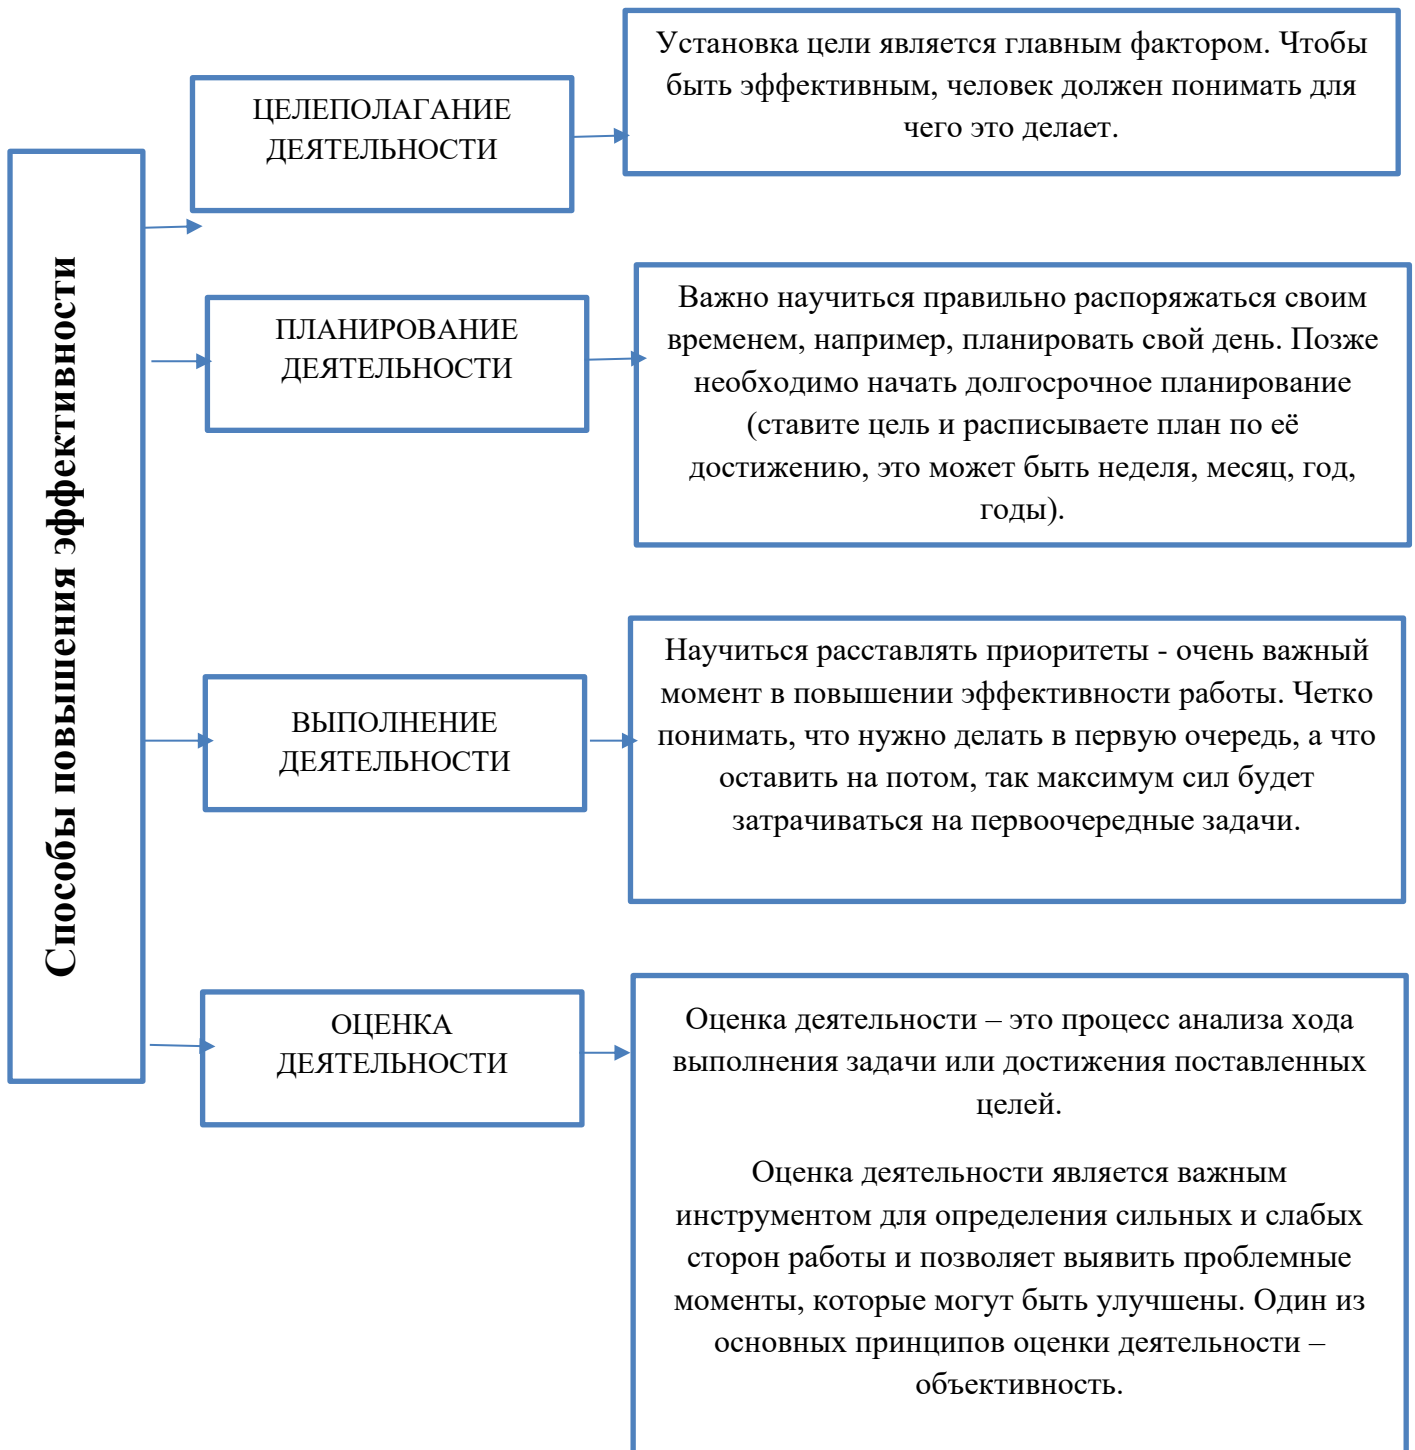 Способы повышения эффективности
ЦЕЛЕПОЛАГАНИЕ
ДЕЯТЕЛЬНОСТИ
Установка цели является главным фактором. Чтобы
быть эффективным, человек должен понимать для
чего это делает.
ПЛАНИРОВАНИЕ
ДЕЯТЕЛЬНОСТИ
Важно научиться правильно распоряжаться своим
временем, например, планировать свой день. Позже
необходимо начать долгосрочное планирование
(ставите цель и расписываете план по её
достижению, это может быть неделя, месяц, год,
годы).
ВЫПОЛНЕНИЕ
ДЕЯТЕЛЬНОСТИ
Научиться расставлять приоритеты - очень важный
момент в повышении эффективности работы. Четко
понимать, что нужно делать в первую очередь, а что
оставить на потом, так максимум сил будет
затрачиваться на первоочередные задачи.
ОЦЕНКА
ДЕЯТЕЛЬНОСТИ
Оценка деятельности – это процесс анализа хода
выполнения задачи или достижения поставленных
целей.
Оценка деятельности является важным
инструментом для определения сильных и слабых
сторон работы и позволяет выявить проблемные
моменты, которые могут быть улучшены. Один из
основных принципов оценки деятельности –
объективность.